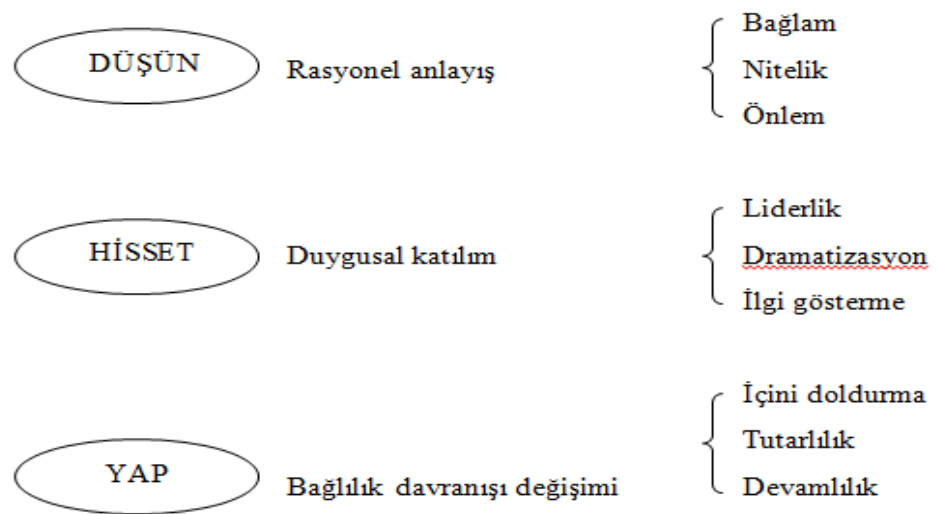 DÜŞÜN
Rasyonel anlayış
Bağlam
Nitelik
Önlem
HİSSET
Duygusal katılım
Liderlik
Dramatizasyon
İlgi gösterme
YAP
Bağlılık davranışı değişimi
İçini doldurma
Tutarlılık
Devamlılık